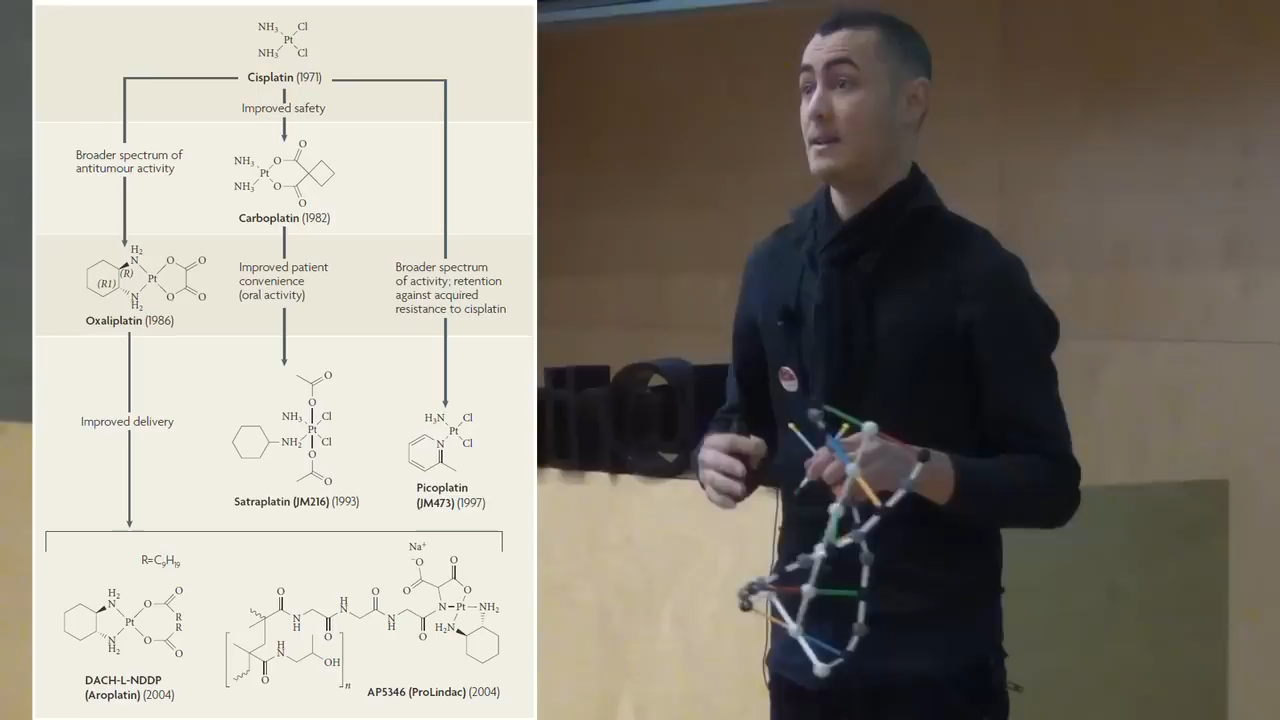 NH₃ Cl
Pt
NH₃ Cl
Cisplatin (1971)
Improved safety
Broader spectrum of
antitumour activity
O
NH₃ O
Pt
NH₃ O
O
Carboplatin (1982)
H₂
N O O
(R) Pt
(R1)
N O O
H₂
Oxaliplatin (1986)
Improved patient
convenience
(oral activity)
Broader spectrum
of activity; retention
against acquired
resistance to cisplatin
Improved delivery
O
O
NH₃ Cl
Pt
NH₂ Cl
O
O
Satraplatin (JM216) (1993)
H₃N Cl
Pt
N Cl
Picoplatin
(JM473) (1997)
R=C₉H₁₉
H₂ O
N O
Pt R
R
N O
H₂ O
DACH-L-NDDP
(Aroplatin) (2004)
Na⁺
⁻O O
O O
O H O N Pt NH₂
N N
H O H O H₂N
H
N
O OH
n
AP5346 (ProLindac) (2004)